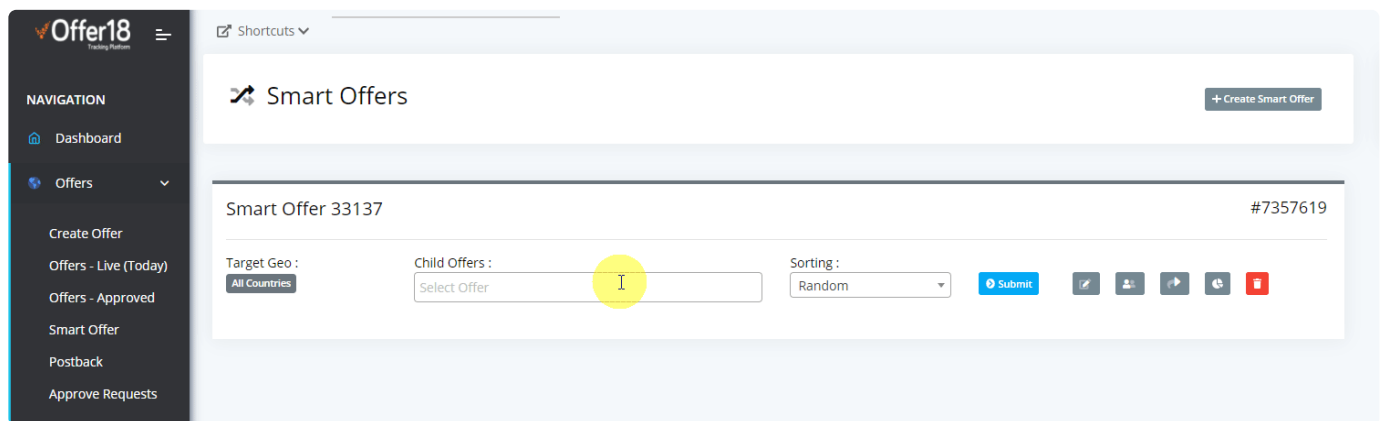 Offer18
Tracking Platform
Shortcuts
NAVIGATION
Dashboard
Offers
Create Offer
Offers - Live (Today)
Offers - Approved
Smart Offer
Postback
Approve Requests
Smart Offers
+ Create Smart Offer
Smart Offer 33137
#7357619
Target Geo :
All Countries
Child Offers :
Select Offer
Sorting :
Random
Submit